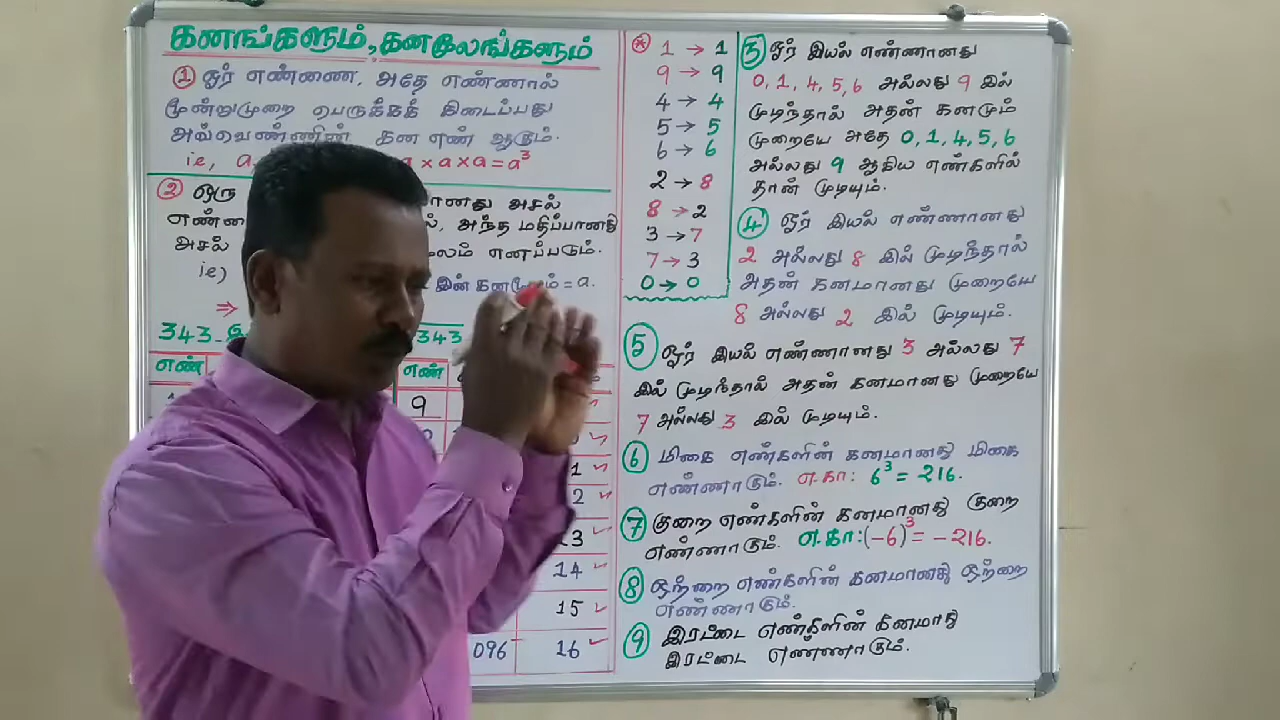 கனங்களும், கனமூலங்களும்
① ஓர் எண்ணை, அதே எண்ணால்
மூன்றுமுறை பெருக்கக் கிடைப்பது
அவ்வெண்ணின் கன எண் ஆகும்.
ie, a × a × a = a³
② ஒரு அசல்
அந்த மதிப்பானது
அசல் எனப்படும்.
ie) இன் கனமூலம் = a.
⇒
343 343
எண் எண்
9
1
2
13
14
15
096 16
* 1 → 1
9 → 9
4 → 4
5 → 5
6 → 6
2 → 8
8 → 2
3 → 7
7 → 3
0 → 0
③ ஓர் இயல் எண்ணானது
0, 1, 4, 5, 6 அல்லது 9 இல்
முடிந்தால் அதன் கனமும்
முறையே அதே 0, 1, 4, 5, 6
அல்லது 9 ஆகிய எண்களில்
தான் முடியும்.
④ ஓர் இயல் எண்ணானது
2 அல்லது 8 இல் முடிந்தால்
அதன் கனமானது முறையே
8 அல்லது 2 இல் முடியும்.
⑤ ஓர் இயல் எண்ணானது 3 அல்லது 7
இல் முடிந்தால் அதன் கனமானது முறையே
7 அல்லது 3 இல் முடியும்.
⑥ மிகை எண்களின் கனமானது மிகை
எண்ணாகும். எ.கா: 6³ = 216.
⑦ குறை எண்களின் கனமானது குறை
எண்ணாகும். எ.கா: (-6)³ = -216.
⑧ ஒற்றை எண்களின் கனமானது ஒற்றை
எண்ணாகும்.
⑨ இரட்டை எண்களின் கனமாது
இரட்டை எண்ணாகும்.